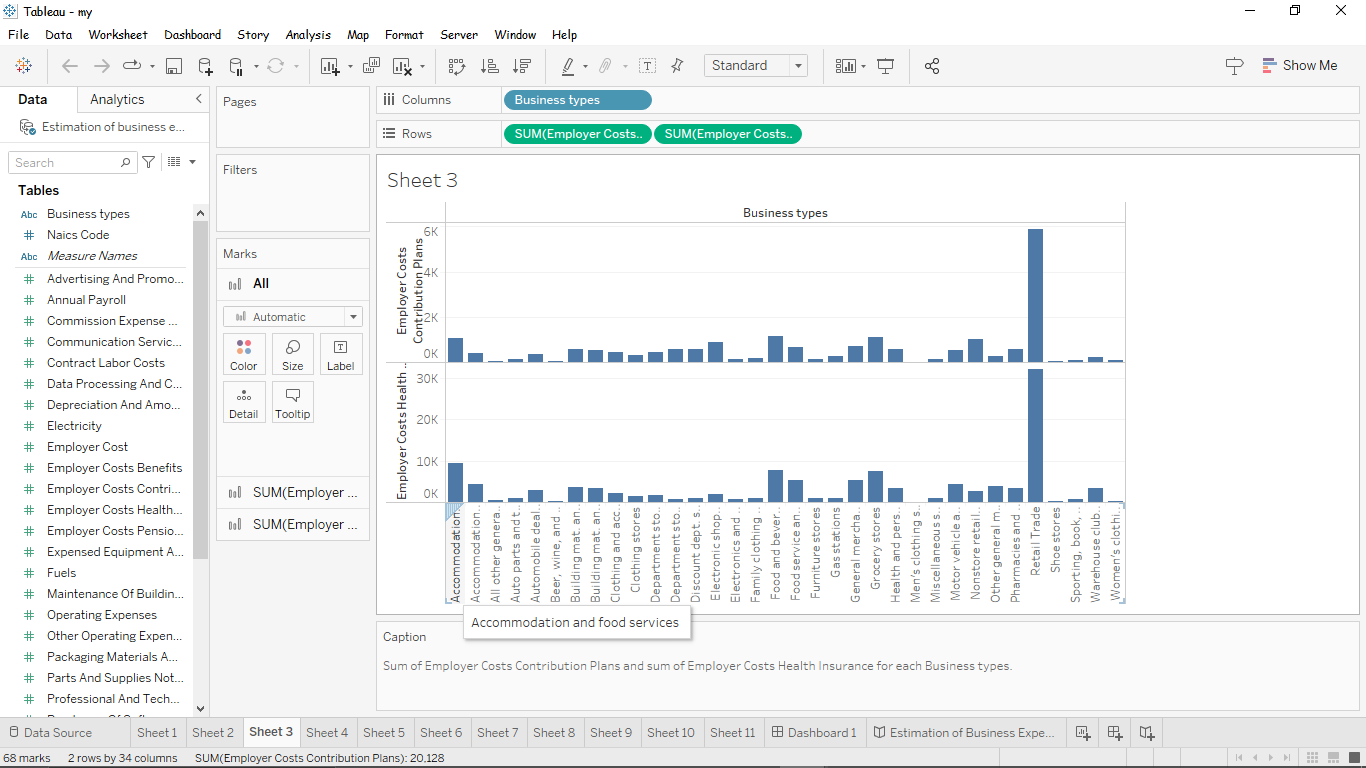 Tableau - my
File Data Worksheet Dashboard Story Analysis Map Format Server Window Help
Standard
Show Me
Data Analytics
Estimation of business e...
Search
Tables
Abc Business types
# Naics Code
Abc Measure Names
# Advertising And Promo...
# Annual Payroll
# Commission Expense ...
# Communication Servic...
# Contract Labor Costs
# Data Processing And C...
# Depreciation And Amo...
# Electricity
# Employer Cost
# Employer Costs Benefits
# Employer Costs Contri...
# Employer Costs Health...
# Employer Costs Pensio...
# Expensed Equipment A...
# Fuels
# Maintenance Of Buildin...
# Operating Expenses
# Other Operating Expen...
# Packaging Materials A...
# Parts And Supplies Not...
# Professional And Tech...
Pages
Filters
Marks
All
Automatic
Color Size Label
Detail Tooltip
SUM(Employer ...
SUM(Employer ...
Columns Business types
Rows SUM(Employer Costs.. SUM(Employer Costs..
Sheet 3
Business types
Employer Costs
Contribution Plans
6K
4K
2K
0K
Employer Costs Health ..
30K
20K
10K
0K
Accommodation..
Accommodation..
All other genera..
Auto parts and t..
Automobile deal..
Beer, wine, and ..
Building mat. an..
Building mat. an..
Clothing and acc..
Clothing stores
Department sto..
Department sto..
Discount dept. s..
Electronic shop..
Electronics and ..
Family clothing ..
Food and bever..
Food service an..
Furniture stores
Gas stations
General mercha..
Grocery stores
Health and pers..
Men's clothing s..
Miscellaneous s..
Motor vehicle a..
Nonstore retail..
Other general m..
Pharmacies and ..
Retail Trade
Shoe stores
Sporting, book, ..
Warehouse club..
Women's clothi..
Accommodation and food services
Caption
Sum of Employer Costs Contribution Plans and sum of Employer Costs Health Insurance for each Business types.
Data Source Sheet 1 Sheet 2 Sheet 3 Sheet 4 Sheet 5 Sheet 6 Sheet 7 Sheet 8 Sheet 9 Sheet 10 Sheet 11 Dashboard 1 Estimation of Business Expe...
68 marks 2 rows by 34 columns SUM(Employer Costs Contribution Plans): 20,128